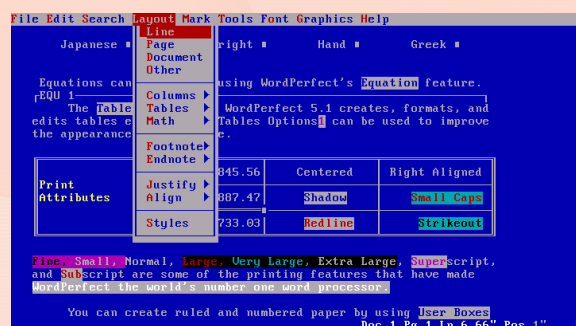 File Edit Search Layout Mark Tools Font Graphics Help
Line
Japanese Page right Hand Greek
Document
Other
Equations can using WordPerfect's Equation feature.
EQU 1 Columns
The Table Tables WordPerfect 5.1 creates, formats, and
edits tables e Math Tables Options1 can be used to improve
the appearance e.
Footnote
Endnote
845.56 Centered Right Aligned
Print Justify
Attributes Align 887.47 Shadow Small Caps
Styles 733.03 Redline Strikeout
Fine, Small, Normal, Large, Very Large, Extra Large, Superscript,
and Subscript are some of the printing features that have made
WordPerfect the world's number one word processor.
You can create ruled and numbered paper by using User Boxes
Doc 1 Pg 1 Ln 6.66" Pos 1"